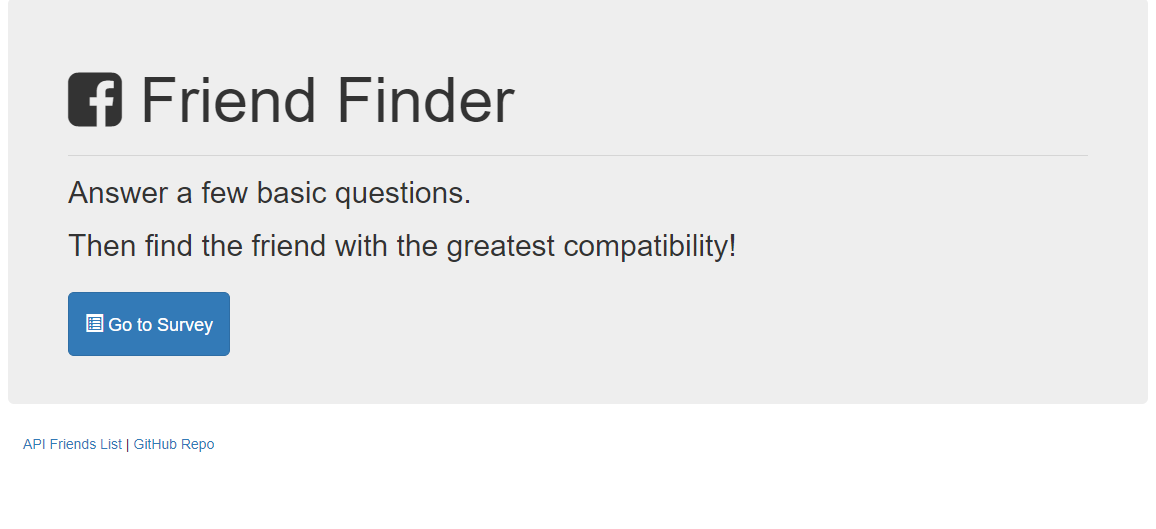 Friend Finder
Answer a few basic questions.
Then find the friend with the greatest compatibility!
Go to Survey
API Friends List | GitHub Repo